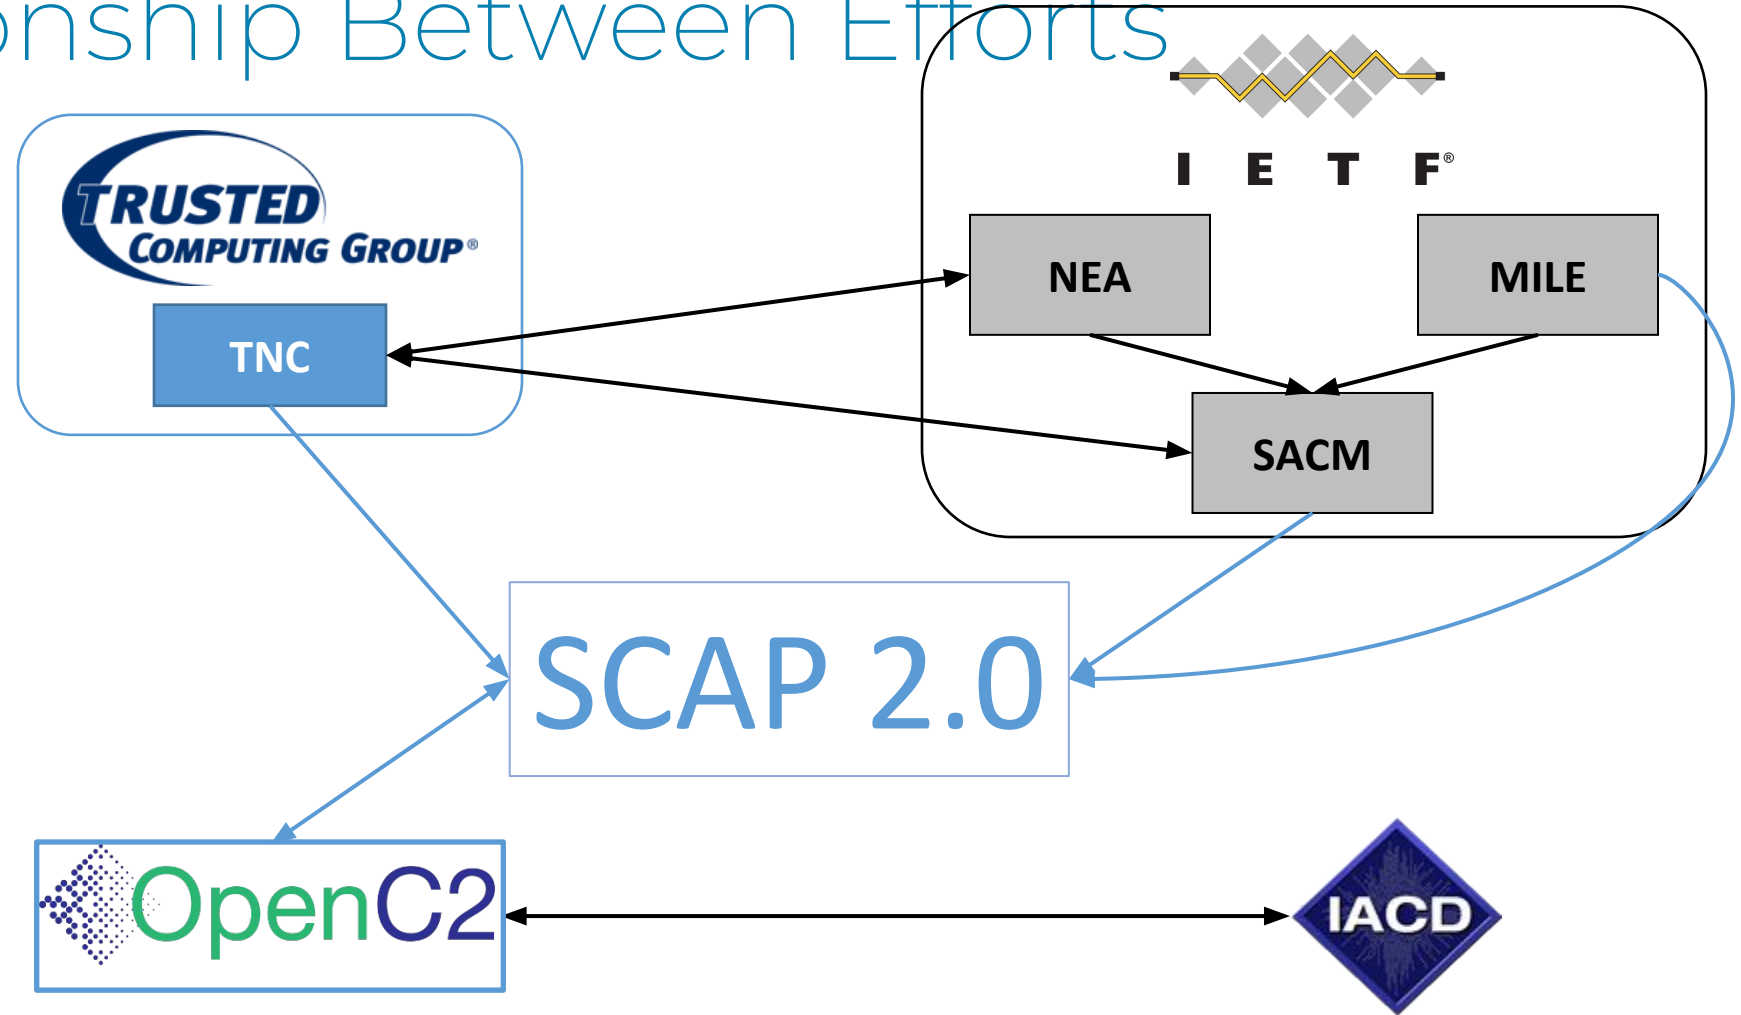 onship Between Efforts
I E T F®
TRUSTED
COMPUTING GROUP®
NEA
MILE
TNC
SACM
SCAP 2.0
OpenC2
IACD